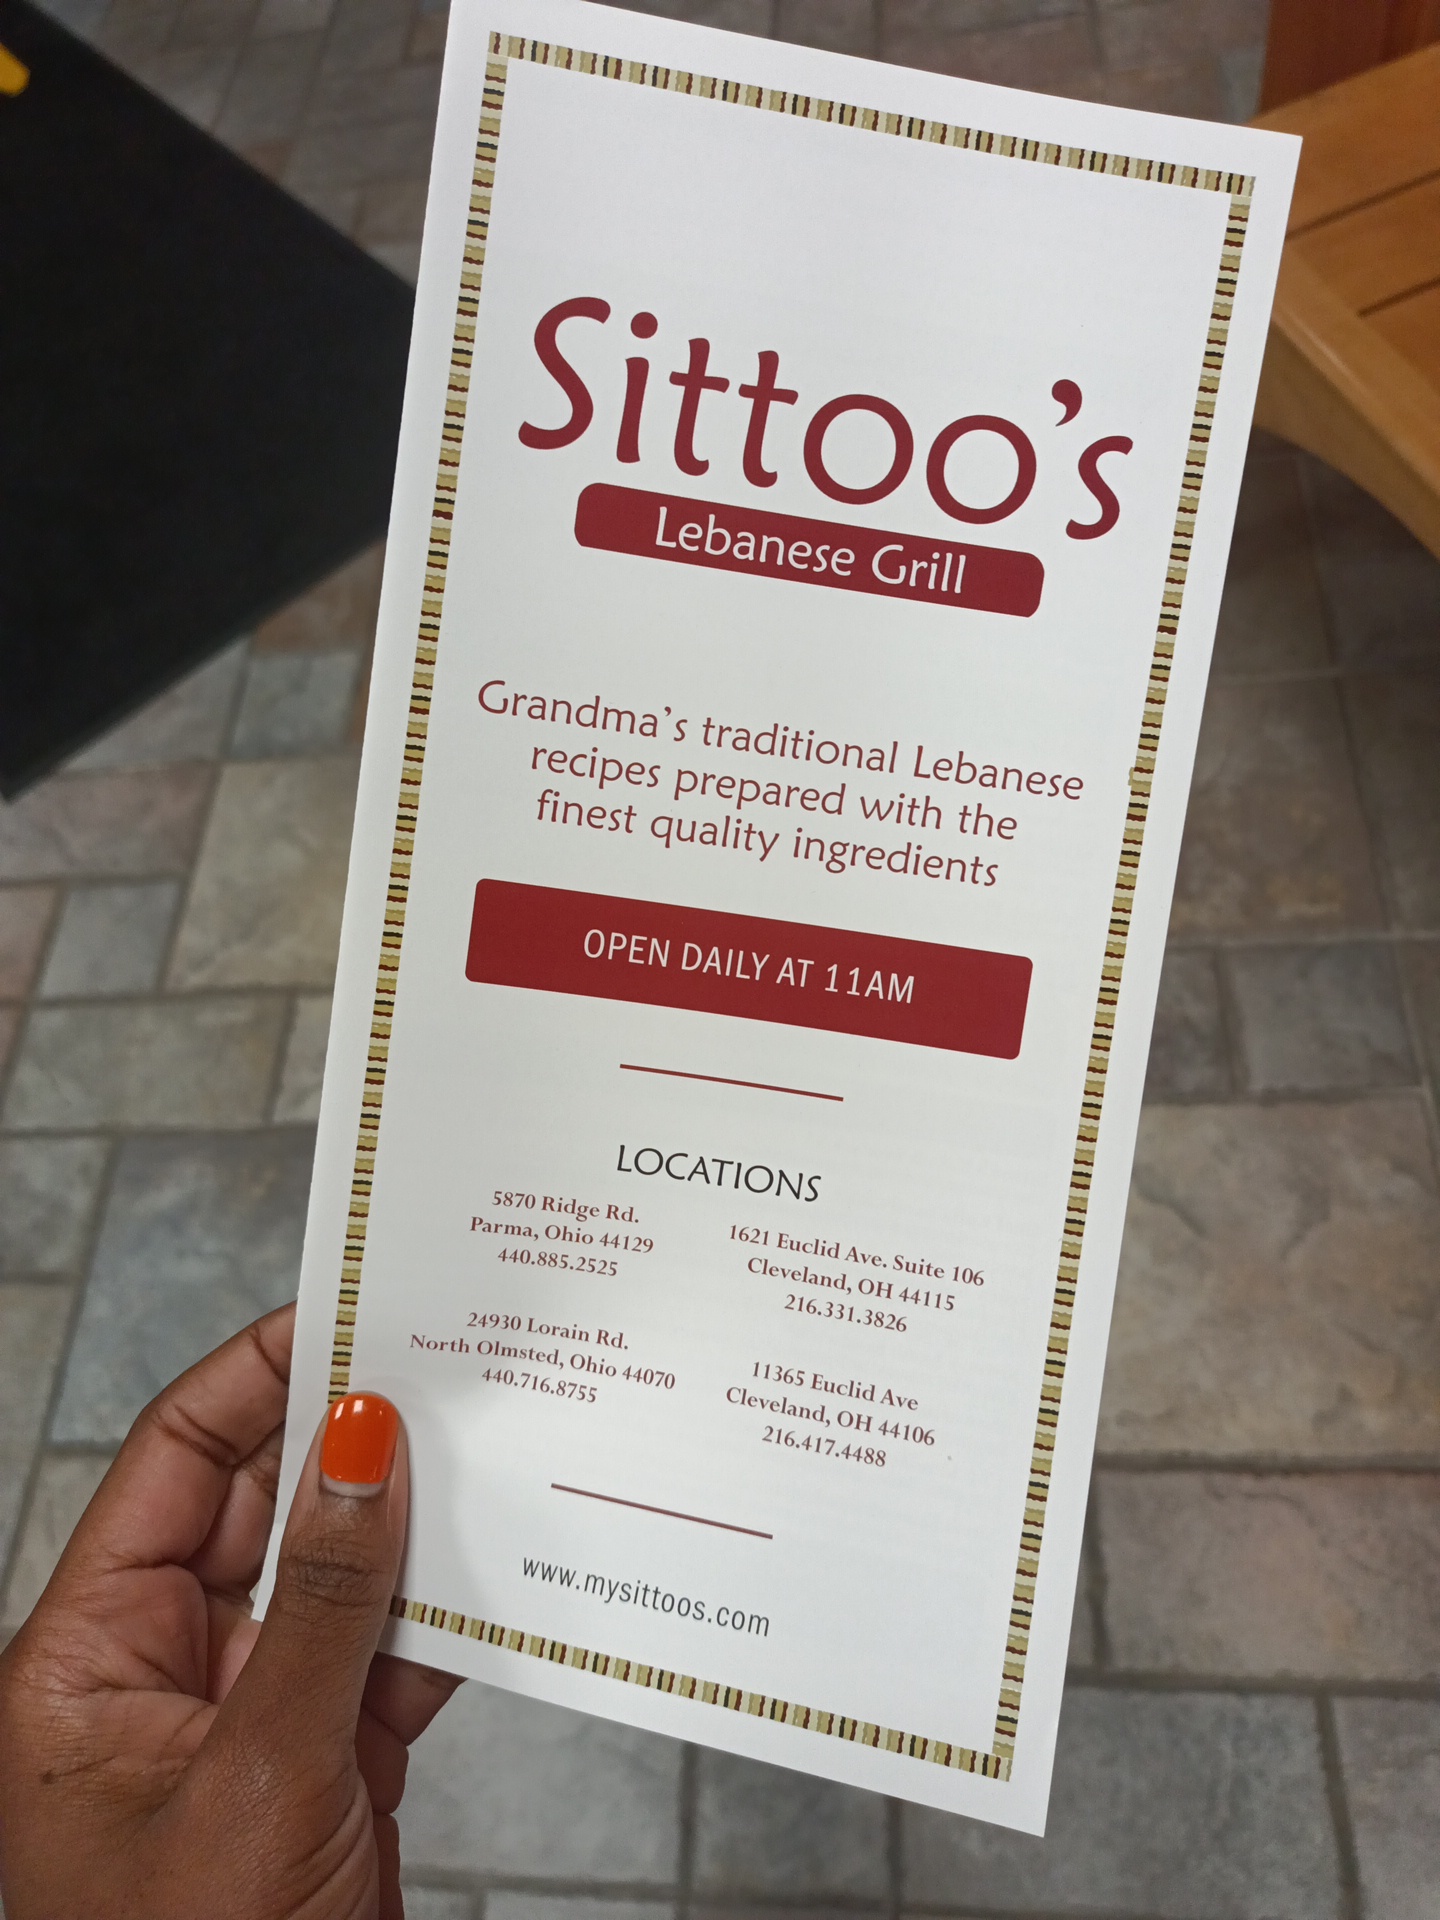 Sittoo's
Lebanese Grill
Grandma's traditional Lebanese
recipes prepared with the
finest quality ingredients
OPEN DAILY AT 11AM
LOCATIONS
5870 Ridge Rd.
Parma, Ohio 44129
440.885.2525
24930 Lorain Rd.
North Olmsted, Ohio 44070
440.716.8755
1621 Euclid Ave. Suite 106
Cleveland, OH 44115
216.331.3826
11365 Euclid Ave
Cleveland, OH 44106
216.417.4488
www.mysittoos.com